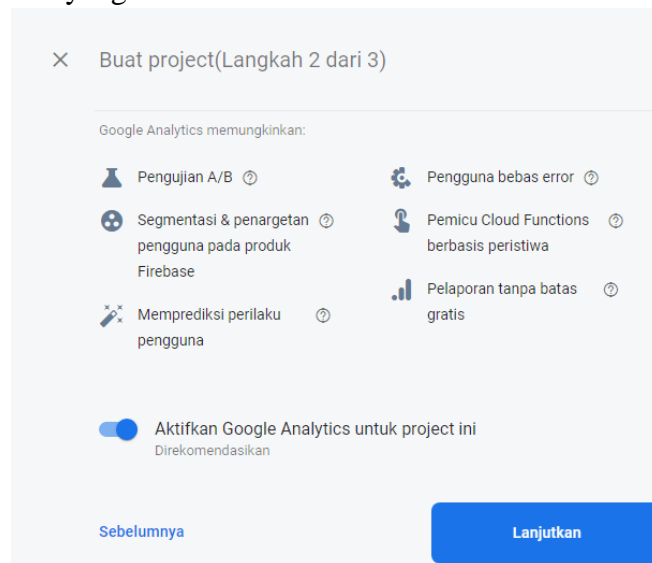 Buat project(Langkah 2 dari 3)
Google Analytics memungkinkan:
Pengujian A/B
Segmentasi & penargetan
pengguna pada produk
Firebase
Memprediksi perilaku
pengguna
Pengguna bebas error
Pemicu Cloud Functions
berbasis peristiwa
Pelaporan tanpa batas
gratis
Aktifkan Google Analytics untuk project ini
Direkomendasikan
Sebelumnya
Lanjutkan